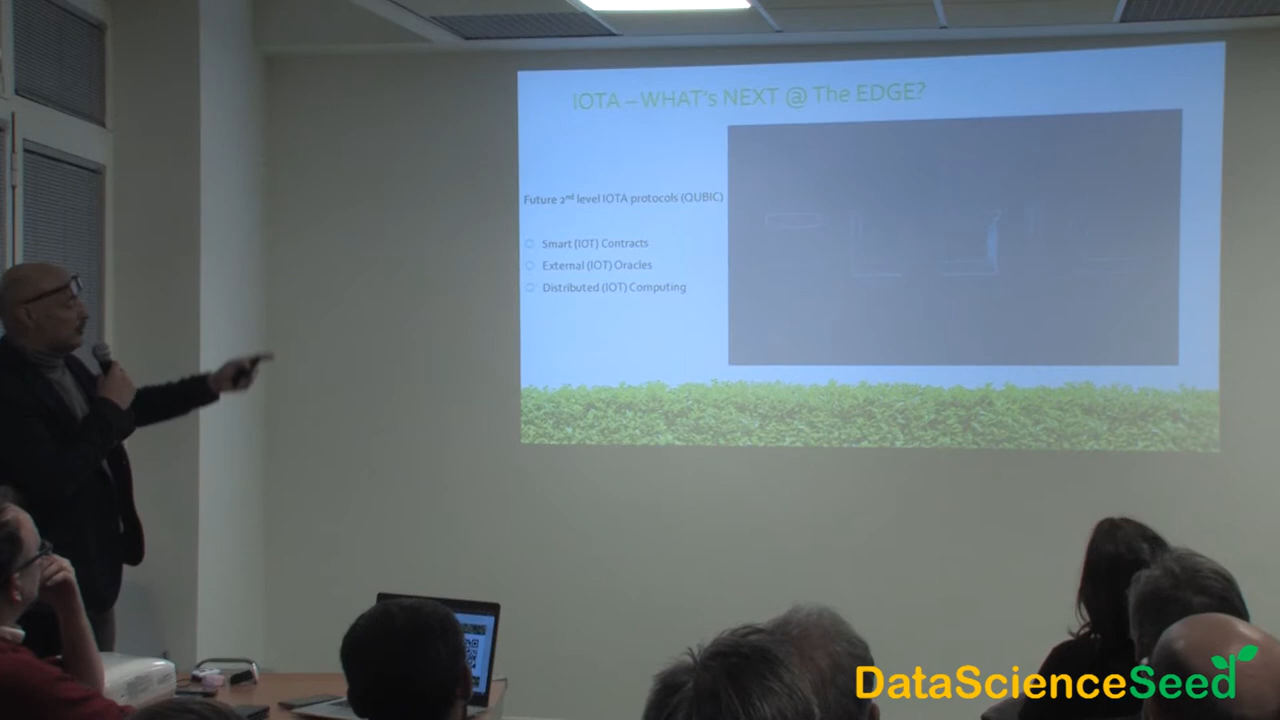 IOTA – WHAT's NEXT @ The EDGE?
Future 2nd level IOTA protocols (QUBIC)
Smart (IOT) Contracts
External (IOT) Oracles
Distributed (IOT) Computing
DataScienceSeed